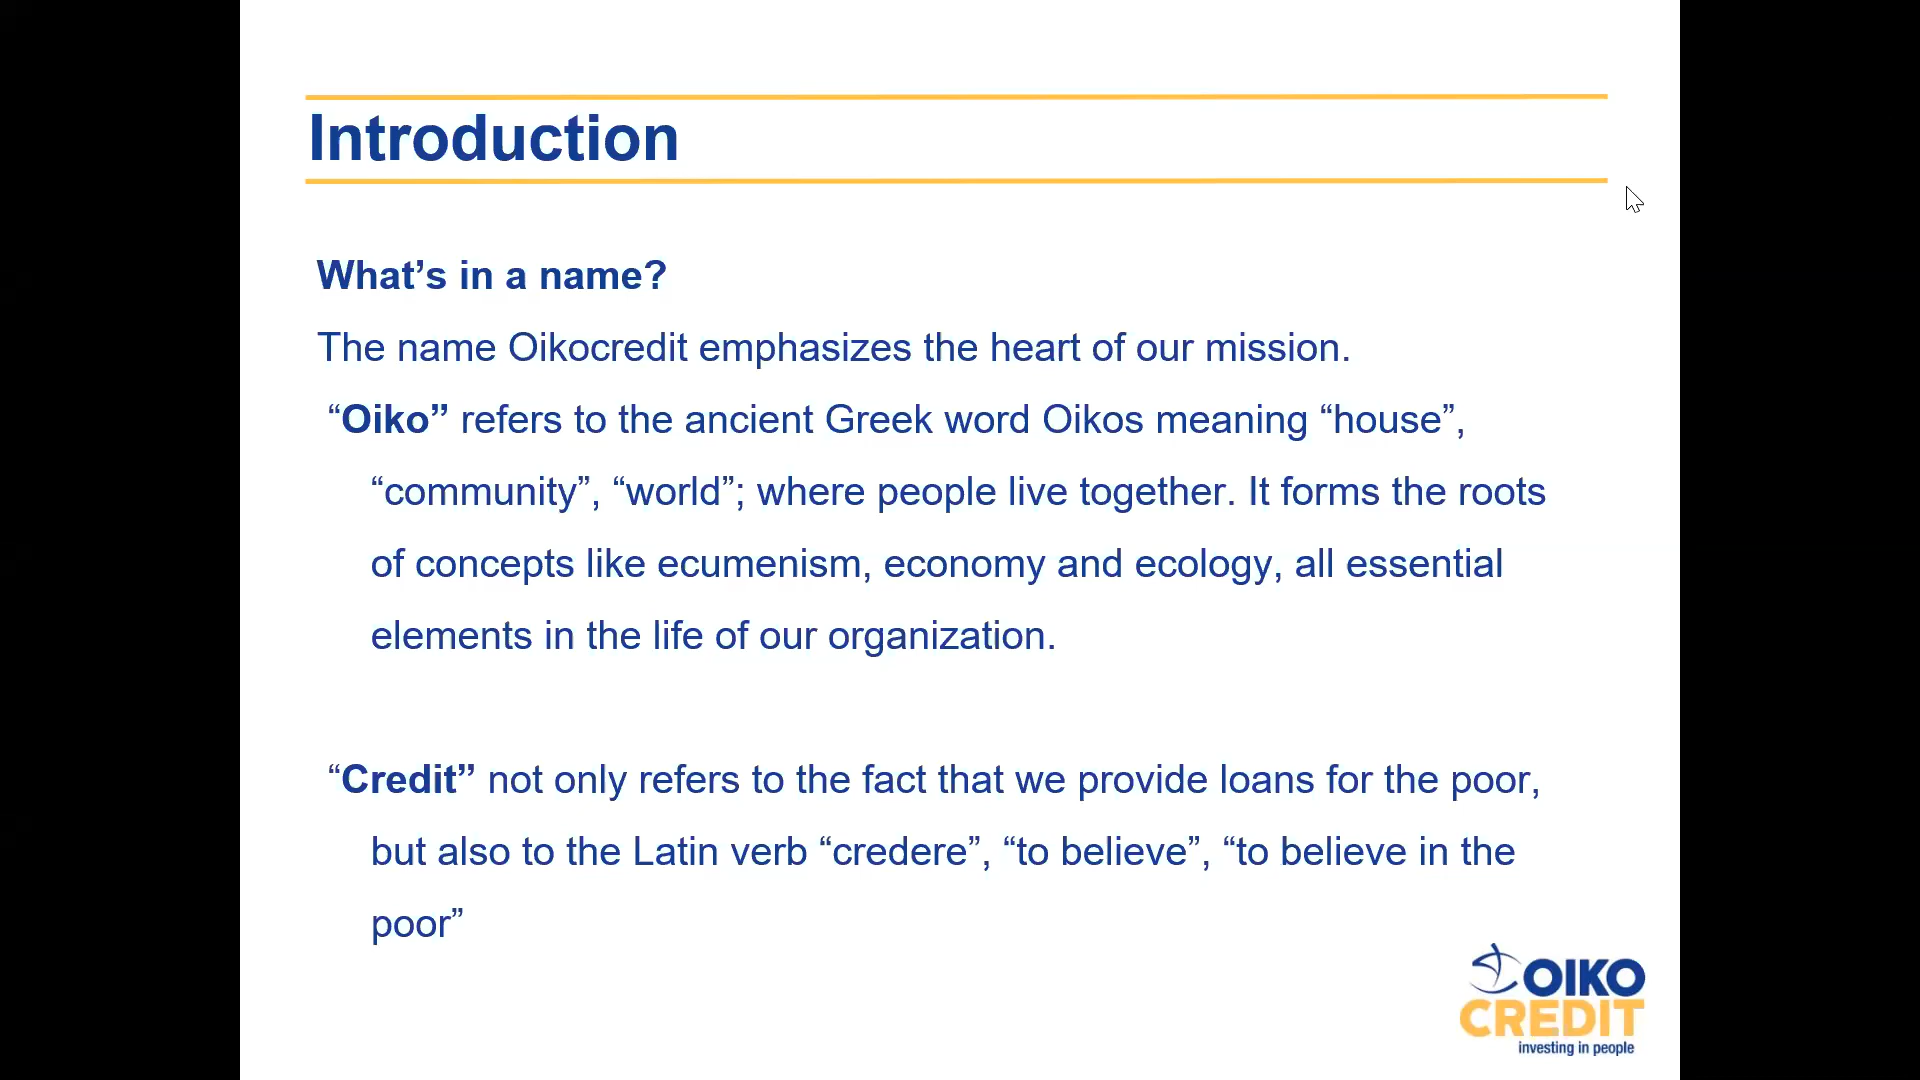 Introduction
What’s in a name?
The name Oikocredit emphasizes the heart of our mission.
“Oiko” refers to the ancient Greek word Oikos meaning “house”,
“community”, “world”; where people live together. It forms the roots
of concepts like ecumenism, economy and ecology, all essential
elements in the life of our organization.
“Credit” not only refers to the fact that we provide loans for the poor,
but also to the Latin verb “credere”, “to believe”, “to believe in the
poor”
OIKO
CREDIT
investing in people